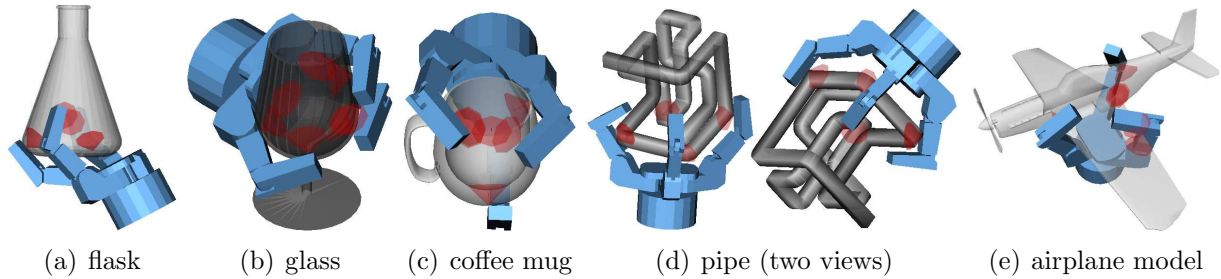 (a) flask (b) glass (c) coffee mug (d) pipe (two views) (e) airplane model